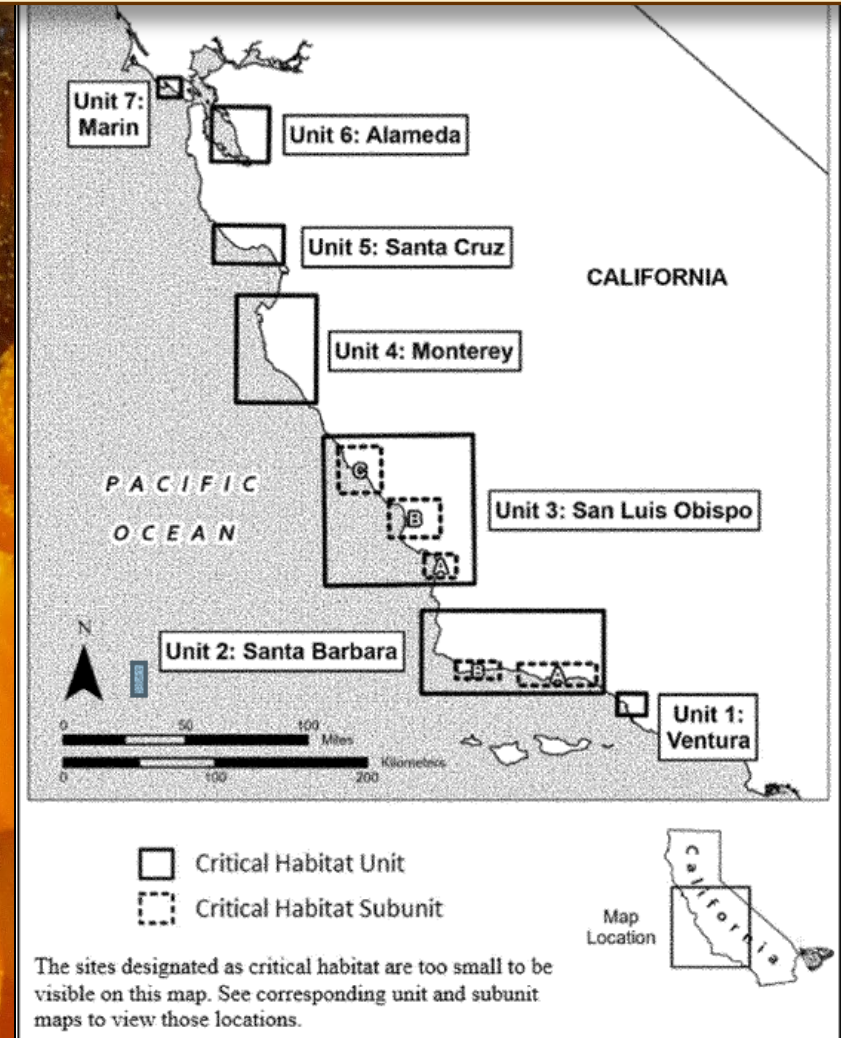 Unit 7:
Marin
Unit 6: Alameda
Unit 5: Santa Cruz
CALIFORNIA
Unit 4: Monterey
C
PACIFIC
OCEAN
B
Unit 3: San Luis Obispo
A
N
Unit 2: Santa Barbara
B
A
Unit 1:
Ventura
0 50 100
Miles
Kilometers
0 100 200
Critical Habitat Unit
Critical Habitat Subunit
California
Map
Location
The sites designated as critical habitat are too small to be
visible on this map. See corresponding unit and subunit
maps to view those locations.